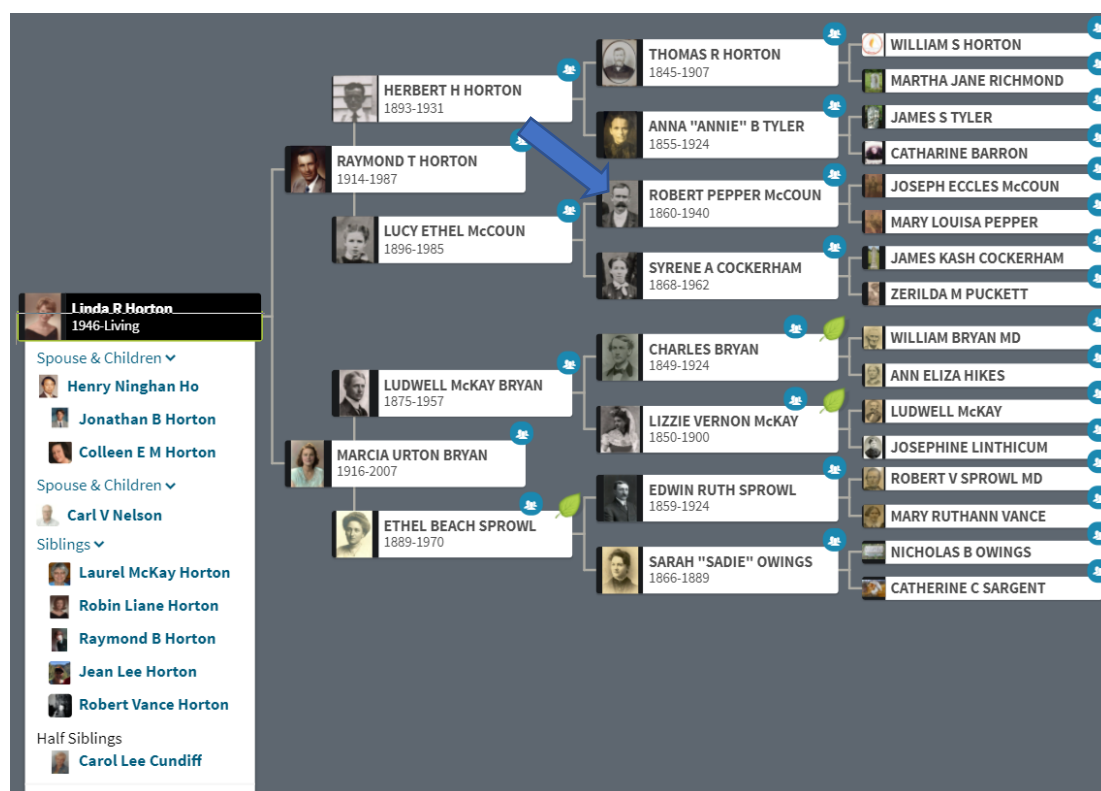 THOMAS R HORTON
1845-1907
WILLIAM S HORTON
MARTHA JANE RICHMOND
HERBERT H HORTON
1893-1931
ANNA "ANNIE" B TYLER
1855-1924
JAMES S TYLER
CATHARINE BARRON
RAYMOND T HORTON
1914-1987
ROBERT PEPPER McCOUN
1860-1940
JOSEPH ECCLES McCOUN
MARY LOUISA PEPPER
LUCY ETHEL McCOUN
1896-1985
SYRENE A COCKERHAM
1868-1962
JAMES KASH COCKERHAM
ZERILDA M PUCKETT
Linda R Horton
1946-Living
CHARLES BRYAN
1849-1924
WILLIAM BRYAN MD
ANN ELIZA HIKES
LUDWELL McKAY BRYAN
1875-1957
LIZZIE VERNON McKAY
1850-1900
LUDWELL McKAY
JOSEPHINE LINTHICUM
MARCIA URTON BRYAN
1916-2007
EDWIN RUTH SPROWL
1859-1924
ROBERT V SPROWL MD
MARY RUTHANN VANCE
ETHEL BEACH SPROWL
1889-1970
SARAH "SADIE" OWINGS
1866-1889
NICHOLAS B OWINGS
CATHERINE C SARGENT
Spouse & Children
Henry Ninghan Ho
Jonathan B Horton
Colleen E M Horton
Spouse & Children
Carl V Nelson
Siblings
Laurel McKay Horton
Robin Liane Horton
Raymond B Horton
Jean Lee Horton
Robert Vance Horton
Half Siblings
Carol Lee Cundiff